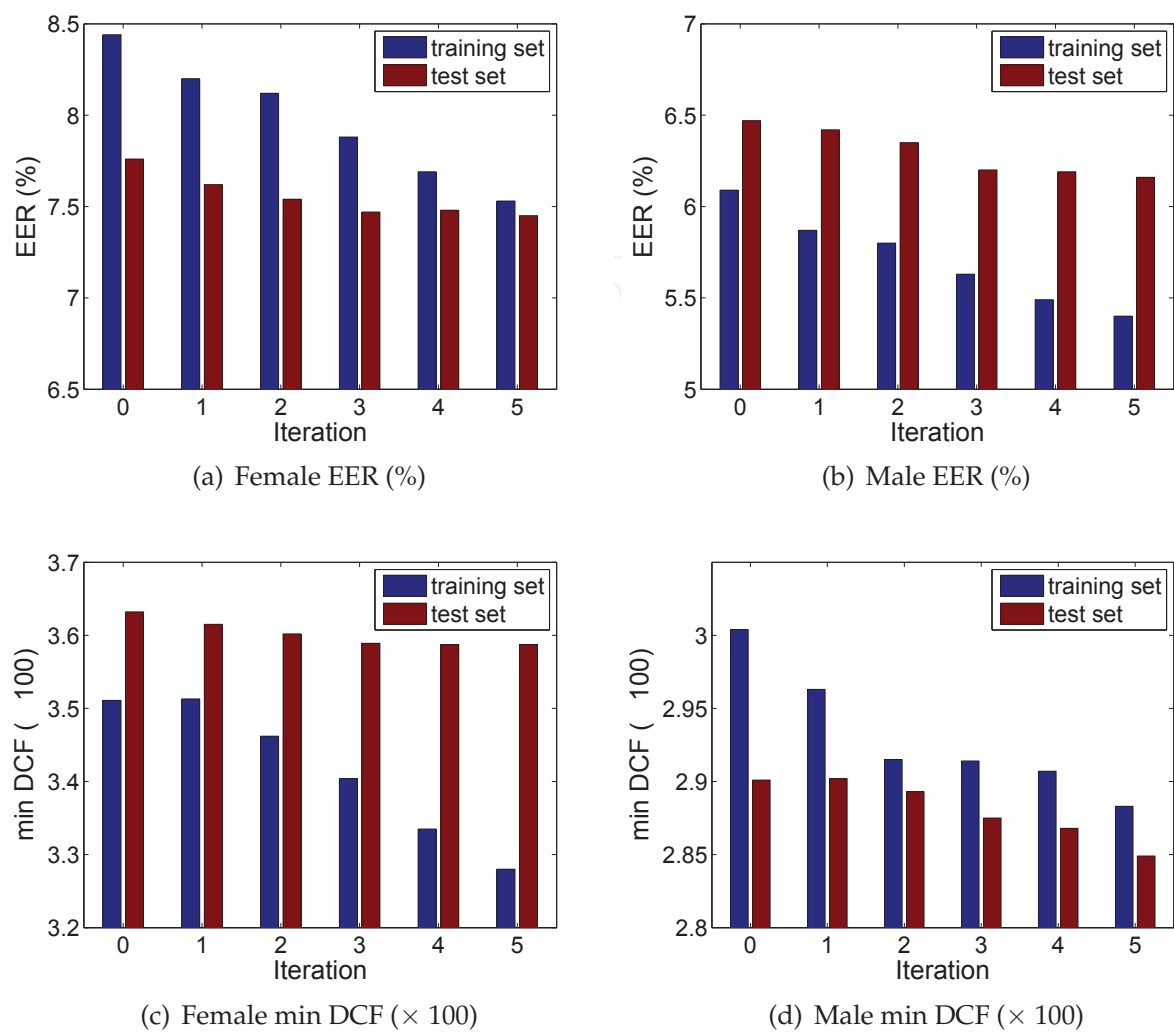 8.5
8
7.5
7
6.5
EER (%)
training set
test set
0 1 2 3 4 5
Iteration
(a) Female EER (%)
7
6.5
6
5.5
5
EER (%)
training set
test set
0 1 2 3 4 5
Iteration
(b) Male EER (%)
3.7
3.6
3.5
3.4
3.3
3.2
min DCF ( 100)
training set
test set
0 1 2 3 4 5
Iteration
(c) Female min DCF (× 100)
3
2.95
2.9
2.85
2.8
min DCF ( 100)
training set
test set
0 1 2 3 4 5
Iteration
(d) Male min DCF (× 100)